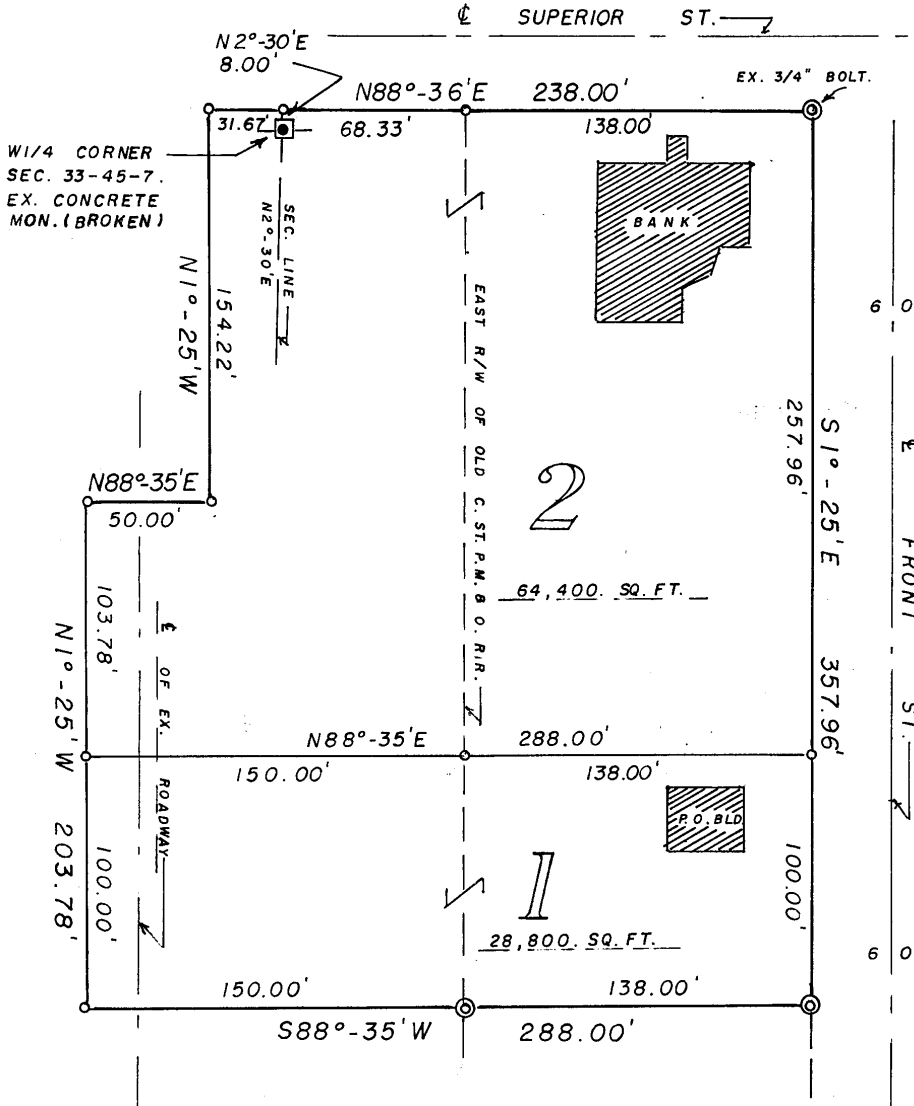 ℄ SUPERIOR ST.
N2°-30'E
8.00'
N88°-36'E 238.00'
EX. 3/4" BOLT.
31.67' 68.33' 138.00'
W1/4 CORNER
SEC. 33-45-7.
EX. CONCRETE
MON. (BROKEN)
SEC. LINE
N2°-30'E
BANK
N1°-25'W
154.22'
EAST R/W OF OLD C. ST. P. M. B O. R.R.
60
℄ FRONT ST.
257.96'
S1°-25'E 357.96'
N88°-35'E
50.00'
2
64,400. SQ. FT.
103.78'
N1°-25'W 203.78'
℄ OF EX. ROADWAY
N88°-35'E 288.00'
150.00' 138.00'
P.O. BLD
100.00'
100.00'
1
28,800. SQ. FT.
60
150.00' 138.00'
S88°-35'W 288.00'